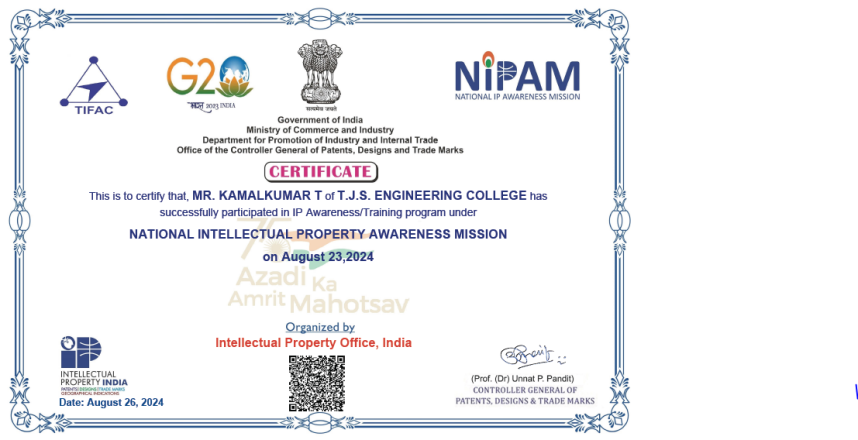 TIFAC
G20
भारत 2023 INDIA
सत्यमेव जयते
NiPAM
NATIONAL IP AWARENESS MISSION
Government of India
Ministry of Commerce and Industry
Department for Promotion of Industry and Internal Trade
Office of the Controller General of Patents, Designs and Trade Marks
CERTIFICATE
This is to certify that, MR. KAMALKUMAR T of T.J.S. ENGINEERING COLLEGE has
successfully participated in IP Awareness/Training program under
NATIONAL INTELLECTUAL PROPERTY AWARENESS MISSION
on August 23,2024
75
Azadi Ka
Amrit Mahotsav
Organized by
Intellectual Property Office, India
INTELLECTUAL
PROPERTY INDIA
PATENTS | DESIGNS | TRADE MARKS
GEOGRAPHICAL INDICATIONS
Date: August 26, 2024
(Prof. (Dr) Unnat P. Pandit)
CONTROLLER GENERAL OF
PATENTS, DESIGNS & TRADE MARKS